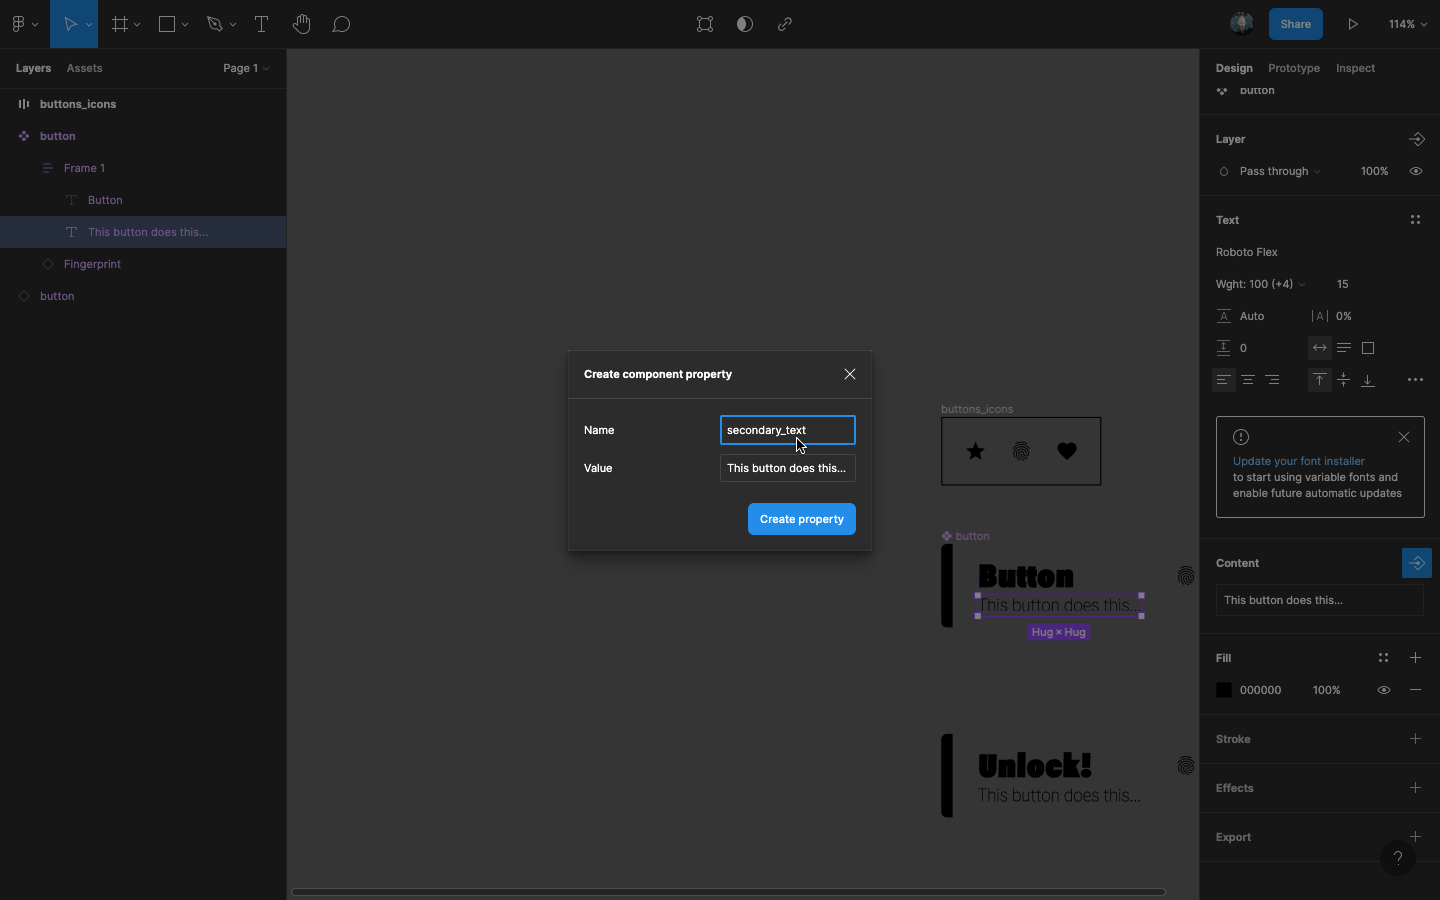 Share
114%
Layers
Assets
Page 1
Design
Prototype
Inspect
buttons_icons
button
Frame 1
Button
This button does this...
Fingerprint
button
button
Layer
Pass through
100%
Text
Roboto Flex
Wght: 100 (+4)
15
A
Auto
|A|
0%
0
Update your font installer
to start using variable fonts and
enable future automatic updates
Content
This button does this...
Fill
000000
100%
Stroke
Effects
Export
?
Create component property
Name
secondary_text
Value
This button does this...
Create property
buttons_icons
button
Button
This button does this...
Hug × Hug
Unlock!
This button does this...